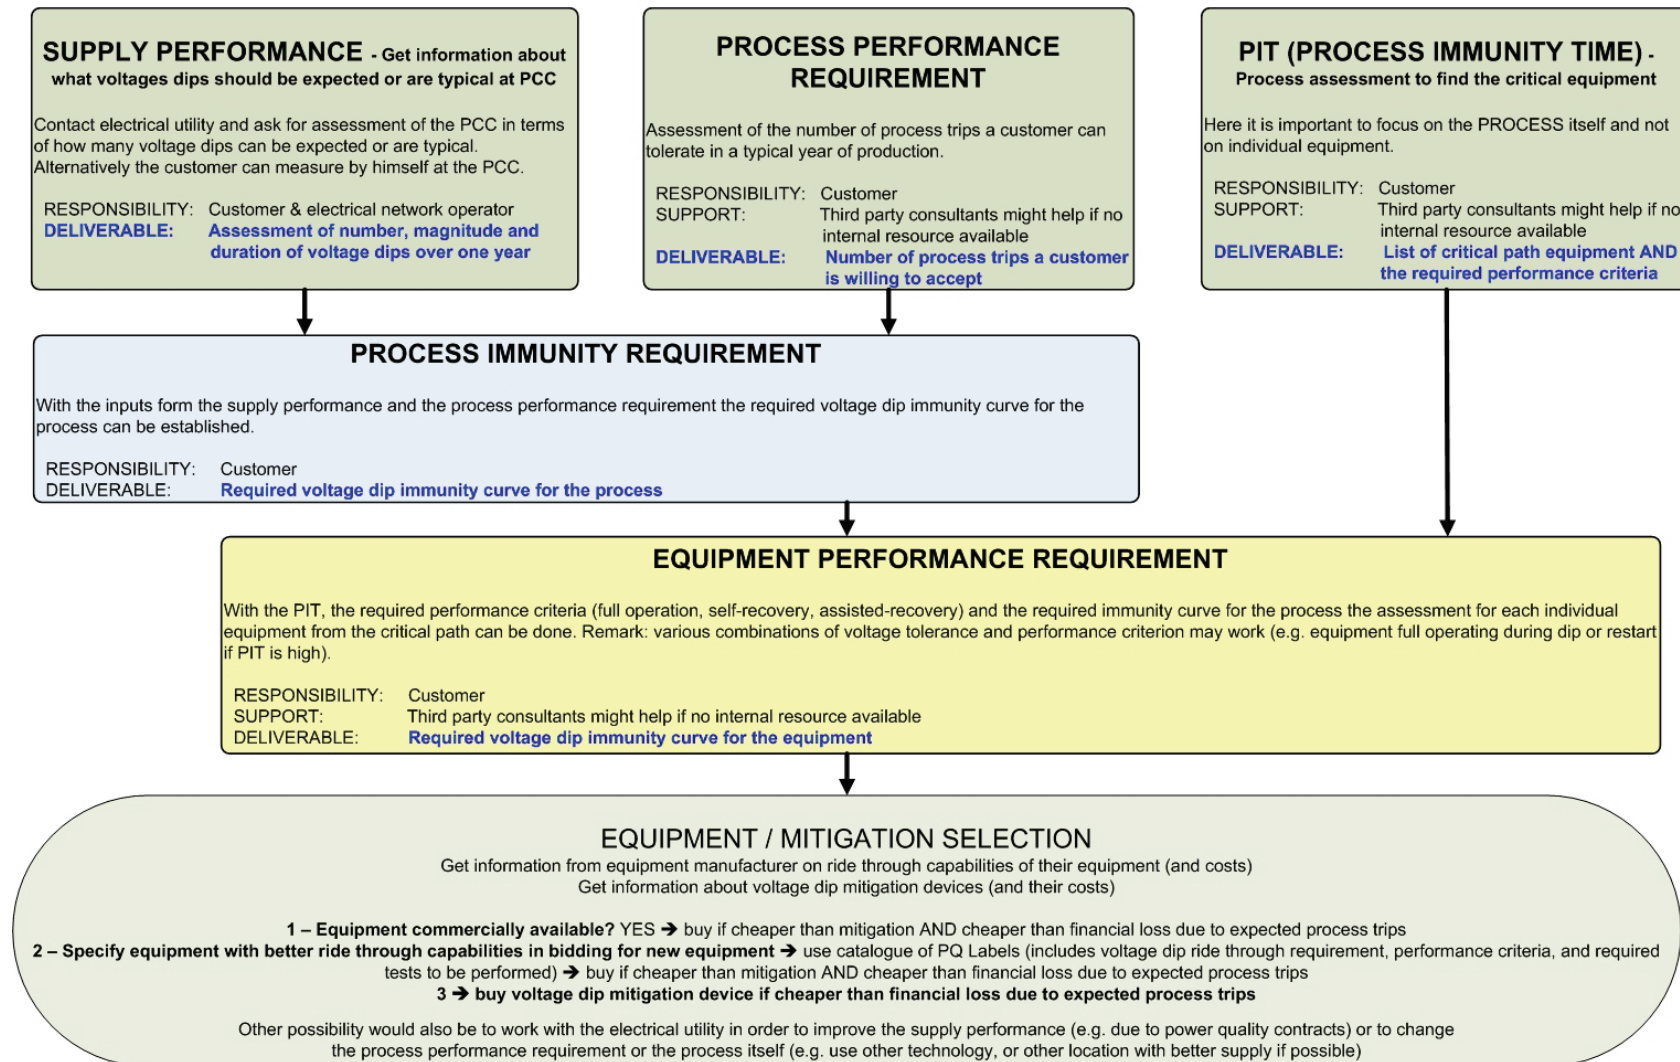 SUPPLY PERFORMANCE - Get information about
what voltages dips should be expected or are typical at PCC
Contact electrical utility and ask for assessment of the PCC in terms
of how many voltage dips can be expected or are typical.
Alternatively the customer can measure by himself at the PCC.
RESPONSIBILITY: Customer & electrical network operator
DELIVERABLE: Assessment of number, magnitude and
duration of voltage dips over one year
PROCESS PERFORMANCE
REQUIREMENT
Assessment of the number of process trips a customer can
tolerate in a typical year of production.
RESPONSIBILITY: Customer
SUPPORT: Third party consultants might help if no
internal resource available
DELIVERABLE: Number of process trips a customer
is willing to accept
PIT (PROCESS IMMUNITY TIME) -
Process assessment to find the critical equipment
Here it is important to focus on the PROCESS itself and not
on individual equipment.
RESPONSIBILITY: Customer
SUPPORT: Third party consultants might help if no
internal resource available
DELIVERABLE: List of critical path equipment AND
the required performance criteria
PROCESS IMMUNITY REQUIREMENT
With the inputs form the supply performance and the process performance requirement the required voltage dip immunity curve for the
process can be established.
RESPONSIBILITY: Customer
DELIVERABLE: Required voltage dip immunity curve for the process
EQUIPMENT PERFORMANCE REQUIREMENT
With the PIT, the required performance criteria (full operation, self-recovery, assisted-recovery) and the required immunity curve for the process the assessment for each individual
equipment from the critical path can be done. Remark: various combinations of voltage tolerance and performance criterion may work (e.g. equipment full operating during dip or restart
if PIT is high).
RESPONSIBILITY: Customer
SUPPORT: Third party consultants might help if no internal resource available
DELIVERABLE: Required voltage dip immunity curve for the equipment
EQUIPMENT / MITIGATION SELECTION
Get information from equipment manufacturer on ride through capabilities of their equipment (and costs)
Get information about voltage dip mitigation devices (and their costs)
1 – Equipment commercially available? YES ➔ buy if cheaper than mitigation AND cheaper than financial loss due to expected process trips
2 – Specify equipment with better ride through capabilities in bidding for new equipment ➔ use catalogue of PQ Labels (includes voltage dip ride through requirement, performance criteria, and required
tests to be performed) ➔ buy if cheaper than mitigation AND cheaper than financial loss due to expected process trips
3 ➔ buy voltage dip mitigation device if cheaper than financial loss due to expected process trips
Other possibility would also be to work with the electrical utility in order to improve the supply performance (e.g. due to power quality contracts) or to change
the process performance requirement or the process itself (e.g. use other technology, or other location with better supply if possible)